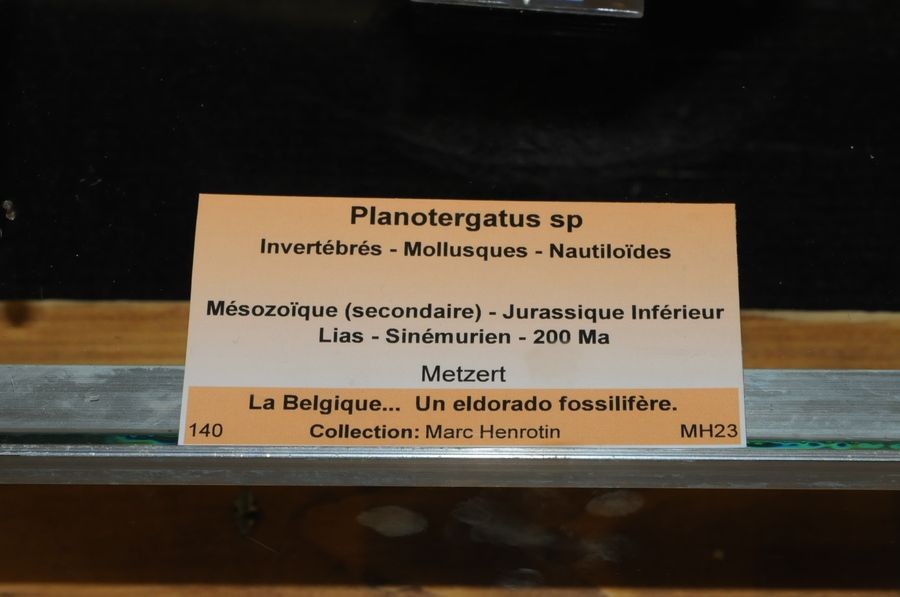 Planotergatus sp
Invertébrés - Mollusques - Nautiloïdes
Mésozoïque (secondaire) - Jurassique Inférieur
Lias - Sinémurien - 200 Ma
Metzert
La Belgique... Un eldorado fossilifère.
140 Collection: Marc Henrotin MH23